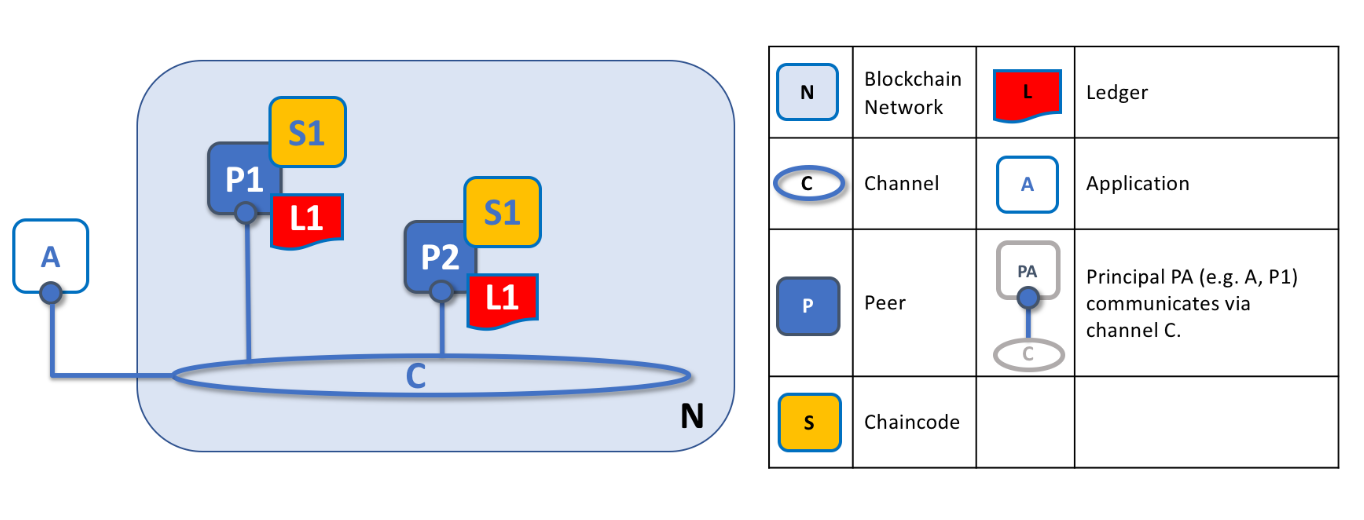 S1
P1
L1
S1
P2
L1
A
C
N
N
Blockchain
Network
L
Ledger
C
Channel
A
Application
P
Peer
PA
C
Principal PA (e.g. A, P1)
communicates via
channel C.
S
Chaincode